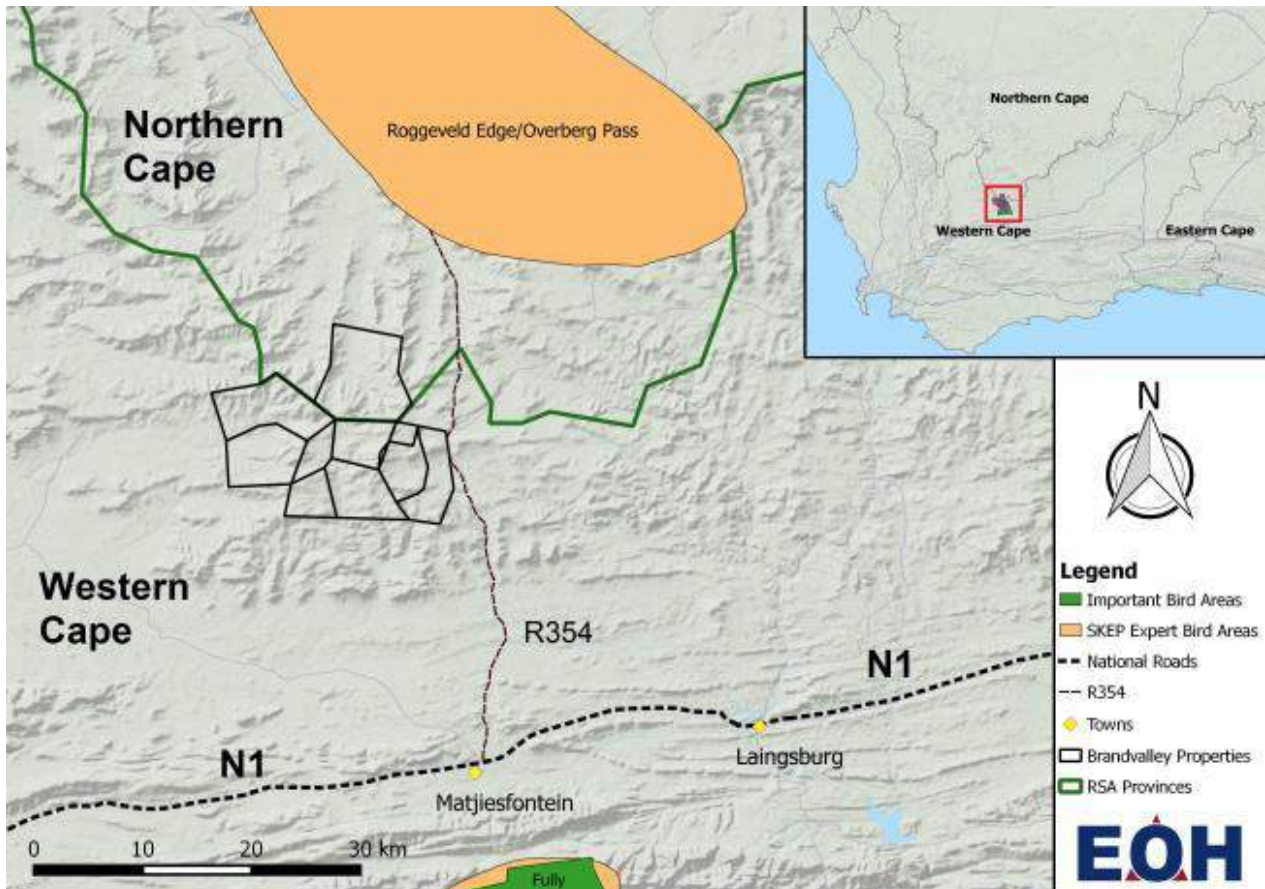 Northern
Cape
Roggeveld Edge/Overberg Pass
Northern Cape
Western Cape
Eastern Cape
N
Western
Cape
R354
N1
N1
Laingsburg
Matjiesfontein
0 10 20 30 km
Fully
Legend
Important Bird Areas
SKEP Expert Bird Areas
National Roads
R354
Towns
Brandvalley Properties
RSA Provinces
EOH